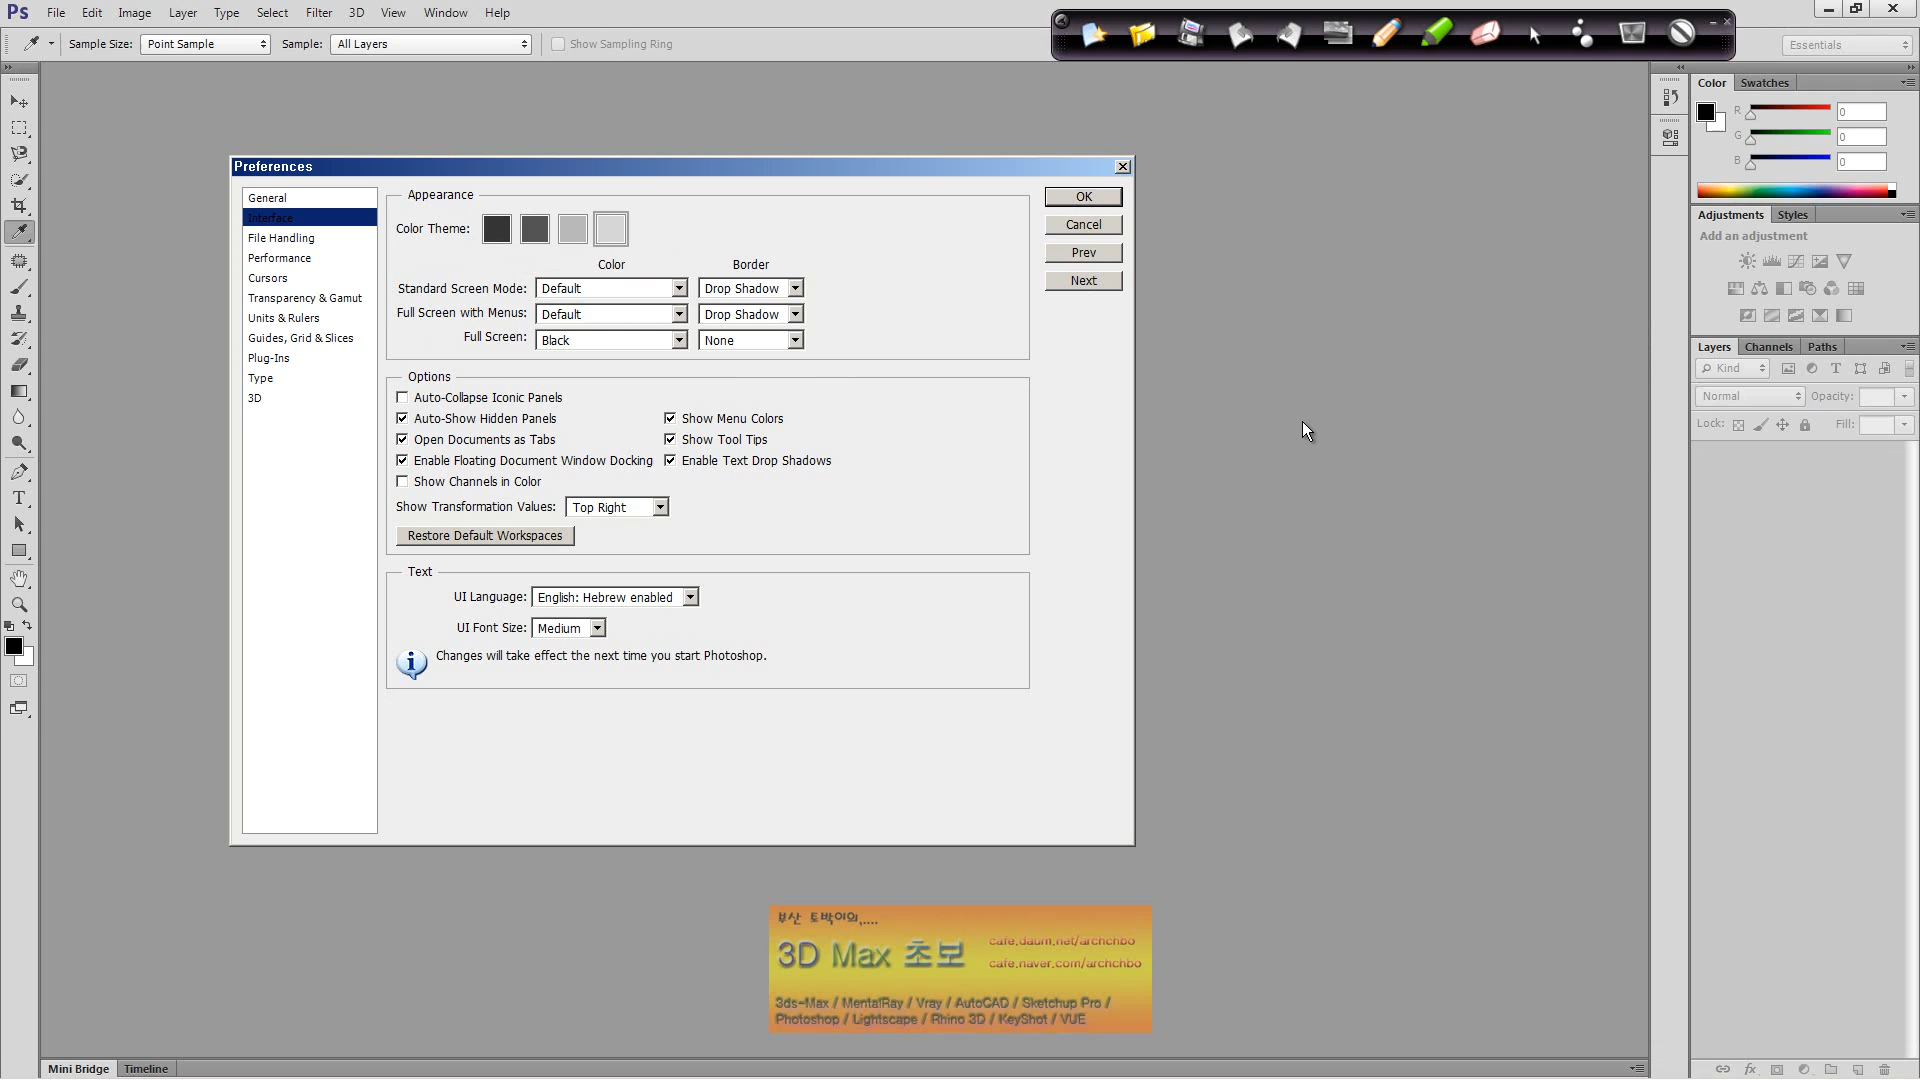 Ps File Edit Image Layer Type Select Filter 3D View Window Help
Sample Size: Point Sample Sample: All Layers Show Sampling Ring Essentials
Preferences
General
Interface
File Handling
Performance
Cursors
Transparency & Gamut
Units & Rulers
Guides, Grid & Slices
Plug-Ins
Type
3D
Appearance
Color Theme:
Color Border
Standard Screen Mode: Default Drop Shadow
Full Screen with Menus: Default Drop Shadow
Full Screen: Black None
Options
Auto-Collapse Iconic Panels
Auto-Show Hidden Panels Show Menu Colors
Open Documents as Tabs Show Tool Tips
Enable Floating Document Window Docking Enable Text Drop Shadows
Show Channels in Color
Show Transformation Values: Top Right
Restore Default Workspaces
Text
UI Language: English: Hebrew enabled
UI Font Size: Medium
Changes will take effect the next time you start Photoshop.
OK
Cancel
Prev
Next
Color Swatches
R 0
G 0
B 0
Adjustments Styles
Add an adjustment
Layers Channels Paths
Kind
Normal Opacity:
Lock: Fill:
부산 토박이의,....
3D Max 초보
cafe.daum.net/archchbo
cafe.naver.com/archchbo
3ds-Max / MentalRay / Vray / AutoCAD / Sketchup Pro /
Photoshop / Lightscape / Rhino 3D / KeyShot / VUE
Mini Bridge Timeline